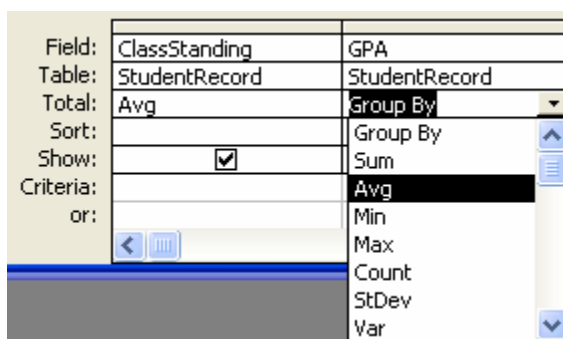 Field: ClassStanding GPA
Table: StudentRecord StudentRecord
Total: Avg Group By
Sort: Group By
Show: Sum
Criteria: Avg
or: Min
Max
Count
StDev
Var